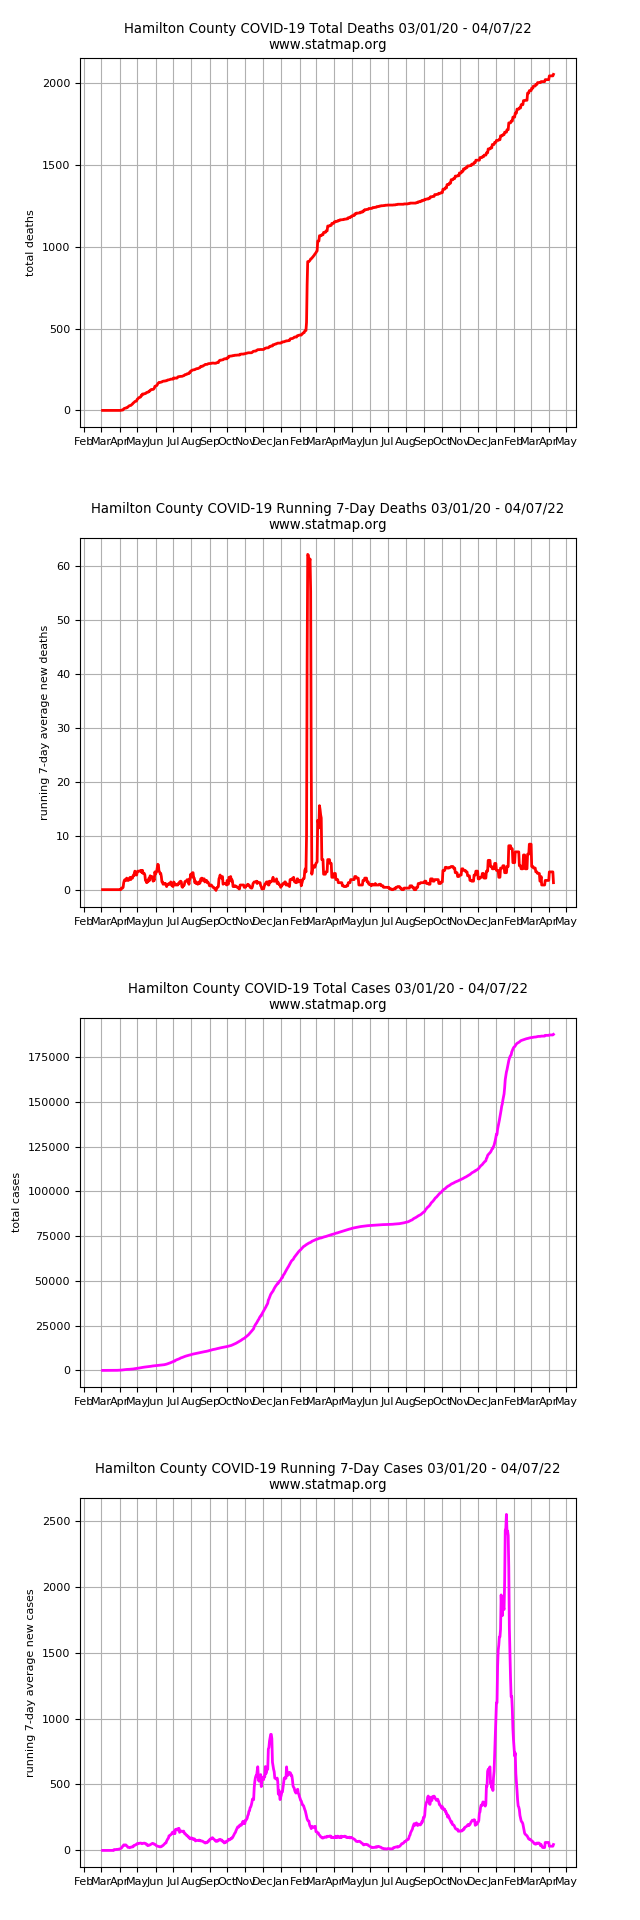 Hamilton County COVID-19 Total Deaths 03/01/20 - 04/07/22
www.statmap.org
total deaths
2000
1500
1000
500
0
Feb Mar Apr May Jun Jul Aug Sep Oct Nov Dec Jan Feb Mar Apr May Jun Jul Aug Sep Oct Nov Dec Jan Feb Mar Apr May
Hamilton County COVID-19 Running 7-Day Deaths 03/01/20 - 04/07/22
www.statmap.org
running 7-day average new deaths
60
50
40
30
20
10
0
Feb Mar Apr May Jun Jul Aug Sep Oct Nov Dec Jan Feb Mar Apr May Jun Jul Aug Sep Oct Nov Dec Jan Feb Mar Apr May
Hamilton County COVID-19 Total Cases 03/01/20 - 04/07/22
www.statmap.org
total cases
175000
150000
125000
100000
75000
50000
25000
0
Feb Mar Apr May Jun Jul Aug Sep Oct Nov Dec Jan Feb Mar Apr May Jun Jul Aug Sep Oct Nov Dec Jan Feb Mar Apr May
Hamilton County COVID-19 Running 7-Day Cases 03/01/20 - 04/07/22
www.statmap.org
running 7-day average new cases
2500
2000
1500
1000
500
0
Feb Mar Apr May Jun Jul Aug Sep Oct Nov Dec Jan Feb Mar Apr May Jun Jul Aug Sep Oct Nov Dec Jan Feb Mar Apr May